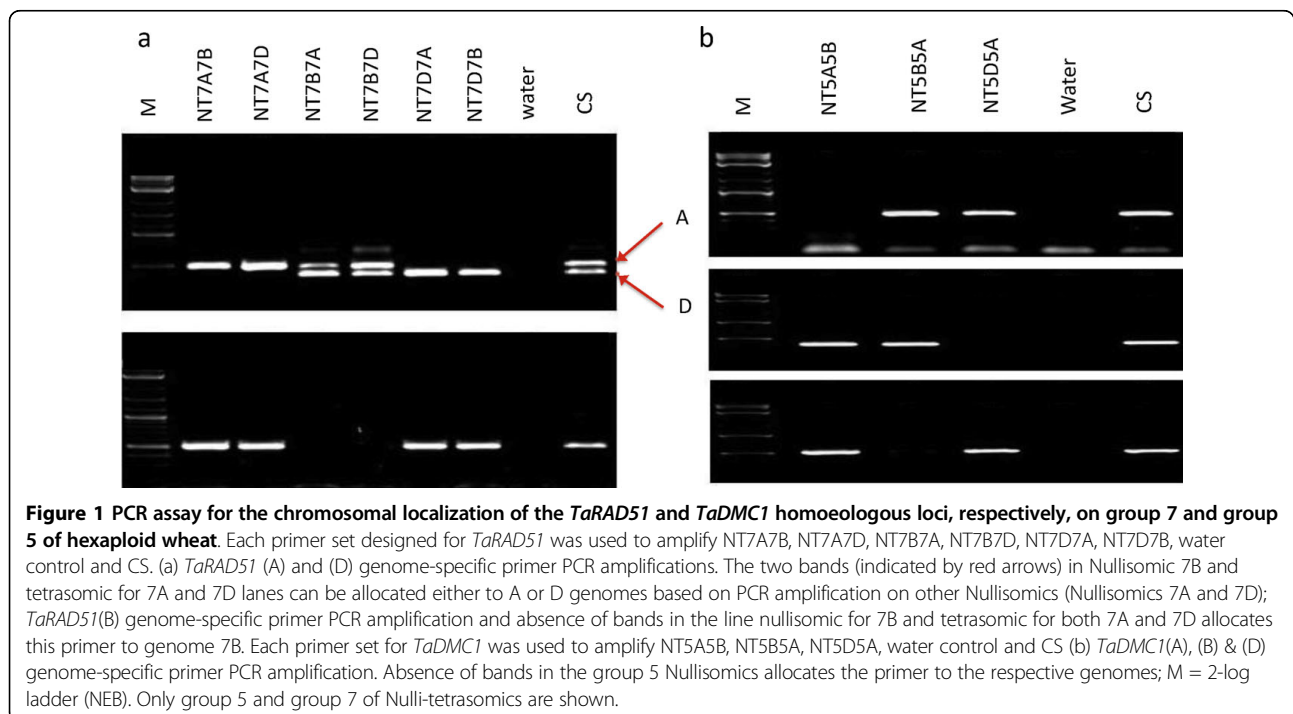 a
b
M
NT7A7B
NT7A7D
NT7B7A
NT7B7D
NT7D7A
NT7D7B
water
CS
M
NT5A5B
NT5B5A
NT5D5A
Water
CS
A
D
Figure 1 PCR assay for the chromosomal localization of the TaRAD51 and TaDMC1 homoeologous loci, respectively, on group 7 and group
5 of hexaploid wheat. Each primer set designed for TaRAD51 was used to amplify NT7A7B, NT7A7D, NT7B7A, NT7B7D, NT7D7A, NT7D7B, water
control and CS. (a) TaRAD51 (A) and (D) genome-specific primer PCR amplifications. The two bands (indicated by red arrows) in Nullisomic 7B and
tetrasomic for 7A and 7D lanes can be allocated either to A or D genomes based on PCR amplification on other Nullisomics (Nullisomics 7A and 7D);
TaRAD51(B) genome-specific primer PCR amplification and absence of bands in the line nullisomic for 7B and tetrasomic for both 7A and 7D allocates
this primer to genome 7B. Each primer set for TaDMC1 was used to amplify NT5A5B, NT5B5A, NT5D5A, water control and CS (b) TaDMC1(A), (B) & (D)
genome-specific primer PCR amplification. Absence of bands in the group 5 Nullisomics allocates the primer to the respective genomes; M = 2-log
ladder (NEB). Only group 5 and group 7 of Nulli-tetrasomics are shown.